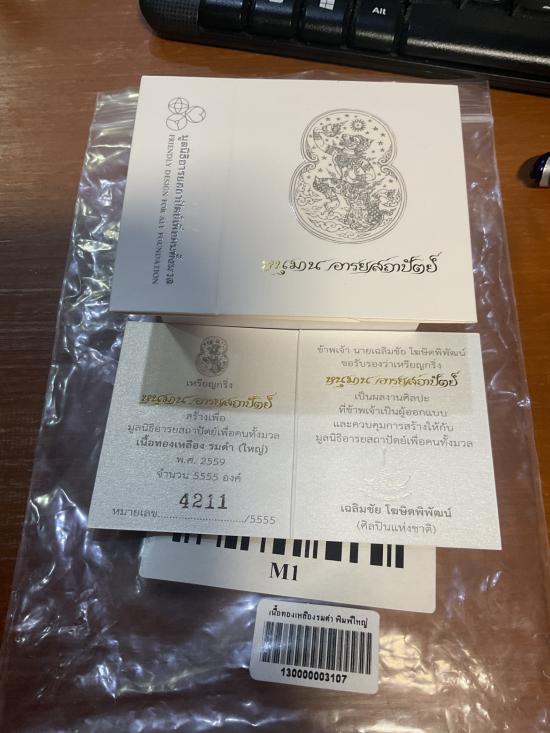 Alt
มูลนิธิอารยสถาปัตย์เพื่อคนทั้งมวล
FRIENDLY DESIGN FOR ALL FOUNDATION
หนุมาน อารยสถาปัตย์
เหรียญกริ่ง
หนุมาน อารยสถาปัตย์
สร้างเพื่อ
มูลนิธิอารยสถาปัตย์เพื่อคนทั้งมวล
เนื้อทองเหลือง รมดำ (ใหญ่)
พ.ศ. 2559
จำนวน 5555 องค์
4211
หมายเลข............................/5555
ข้าพเจ้า นายเฉลิมชัย โฆษิตพิพัฒน์
ขอรับรองว่าเหรียญกริ่ง
หนุมาน อารยสถาปัตย์
เป็นผลงานศิลปะ
ที่ข้าพเจ้าเป็นผู้ออกแบบ
และควบคุมการสร้างให้กับ
มูลนิธิอารยสถาปัตย์เพื่อคนทั้งมวล
เฉลิมชัย โฆษิตพิพัฒน์
(ศิลปินแห่งชาติ)
M1
เนื้อทองเหลืองรมดำ พิมพ์ใหญ่
130000003107